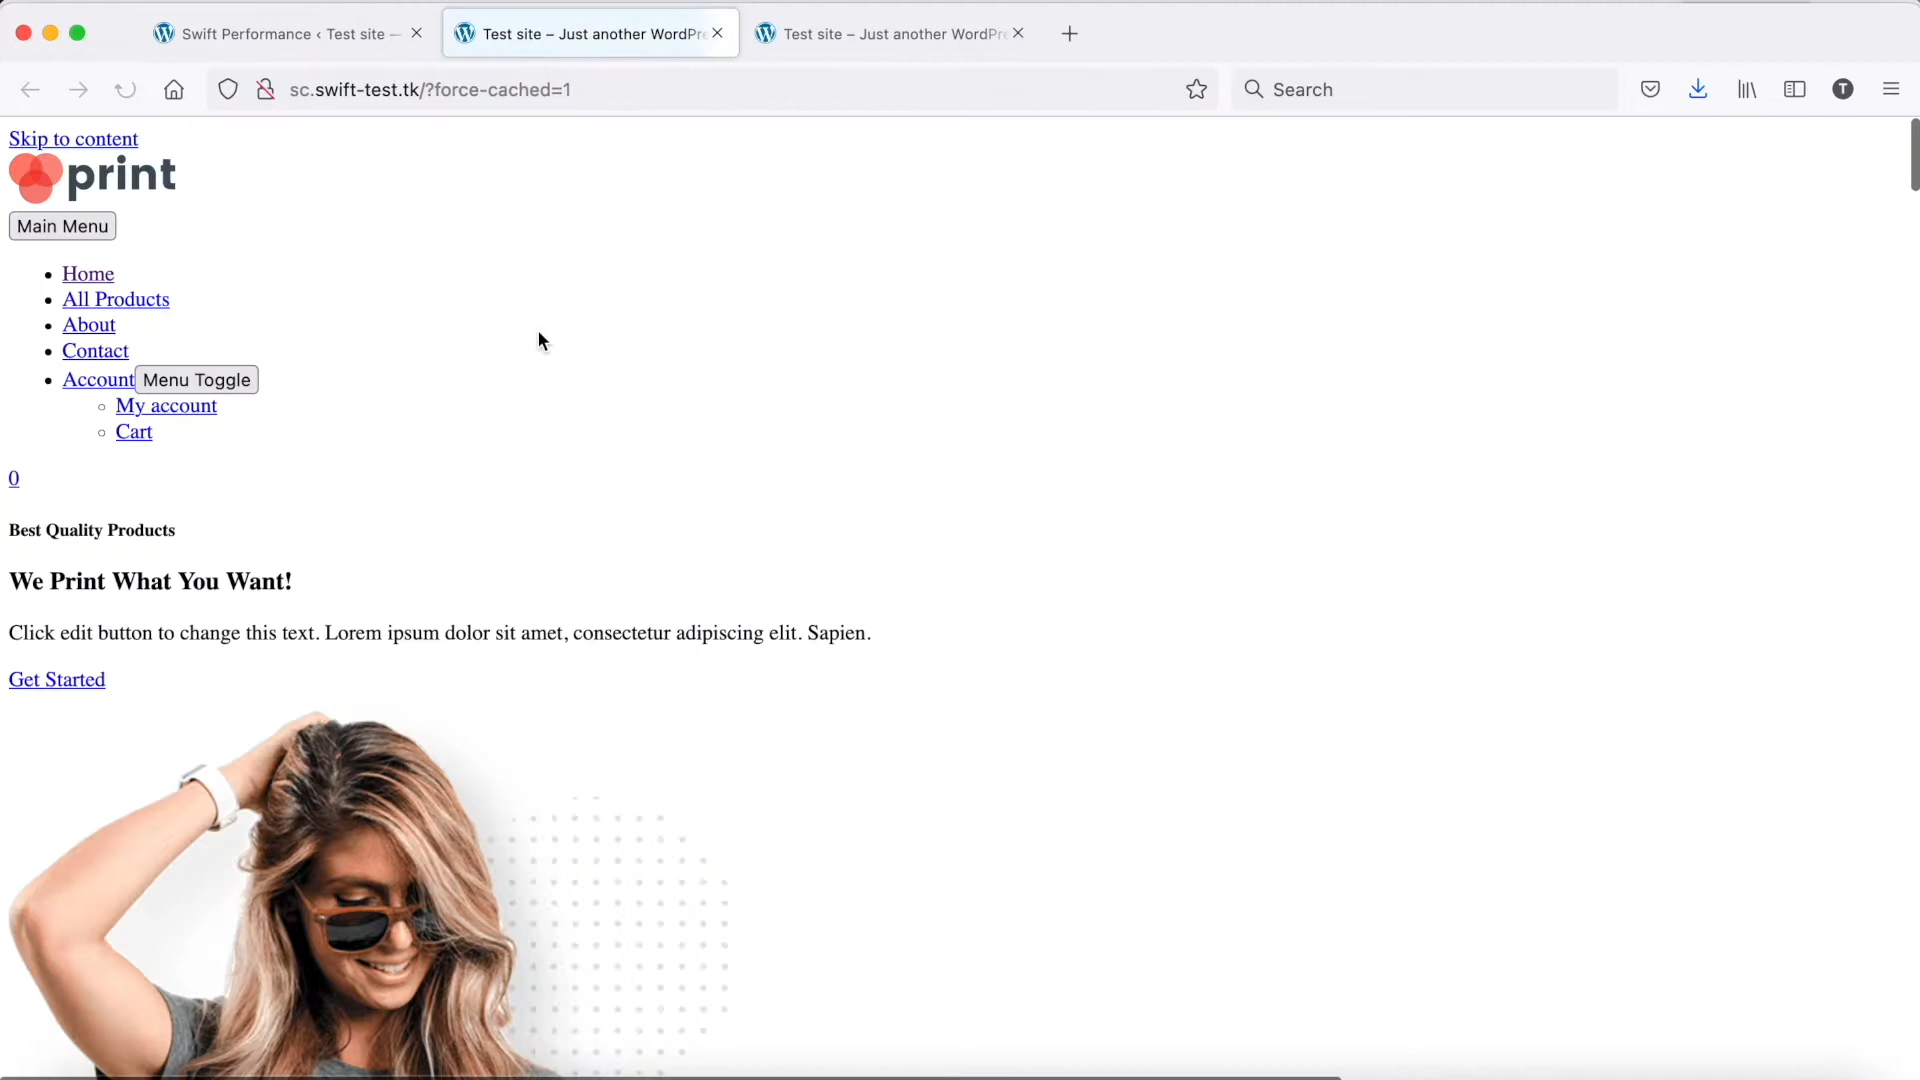 Swift Performance ‹ Test site —
Test site – Just another WordPre
Test site – Just another WordPre
sc.swift-test.tk/?force-cached=1
Search
T
Skip to content
print
Main Menu
Home
All Products
About
Contact
Account Menu Toggle
My account
Cart
0
Best Quality Products
We Print What You Want!
Click edit button to change this text. Lorem ipsum dolor sit amet, consectetur adipiscing elit. Sapien.
Get Started